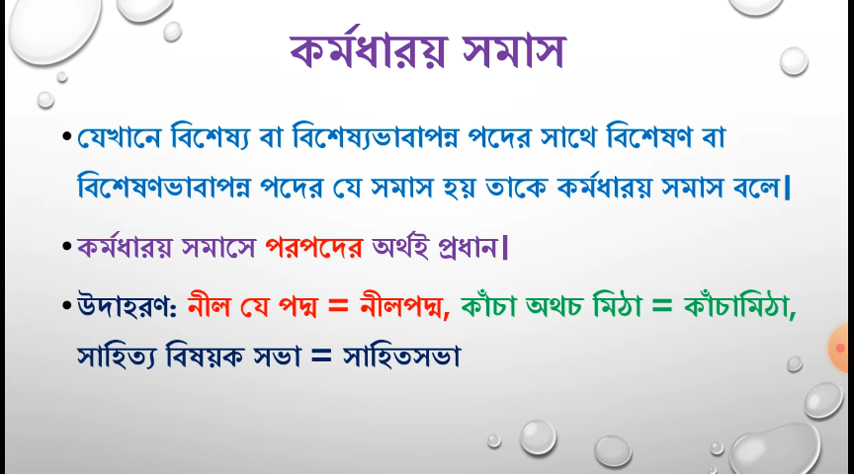 কর্মধারয় সমাস
•যেখানে বিশেষ্য বা বিশেষ্যভাবাপন্ন পদের সাথে বিশেষণ বা
বিশেষণভাবাপন্ন পদের যে সমাস হয় তাকে কর্মধারয় সমাস বলে।
•কর্মধারয় সমাসে পরপদের অর্থই প্রধান।
•উদাহরণ: নীল যে পদ্ম = নীলপদ্ম, কাঁচা অথচ মিঠা = কাঁচামিঠা,
সাহিত্য বিষয়ক সভা = সাহিতসভা